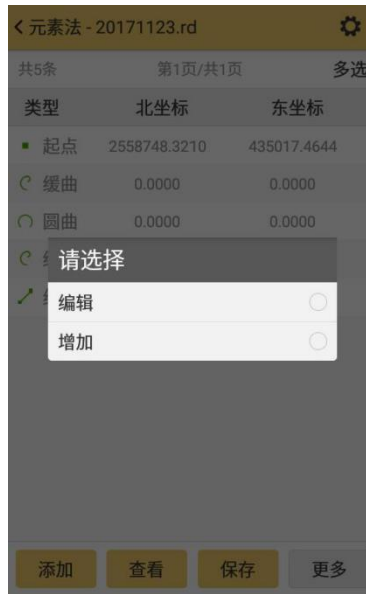 元素法 - 20171123.rd
共5条 第1页/共1页 多选
类型 北坐标 东坐标
起点 2558748.3210 435017.4644
缓曲 0.0000 0.0000
圆曲 0.0000 0.0000
请选择
编辑
增加
添加 查看 保存 更多